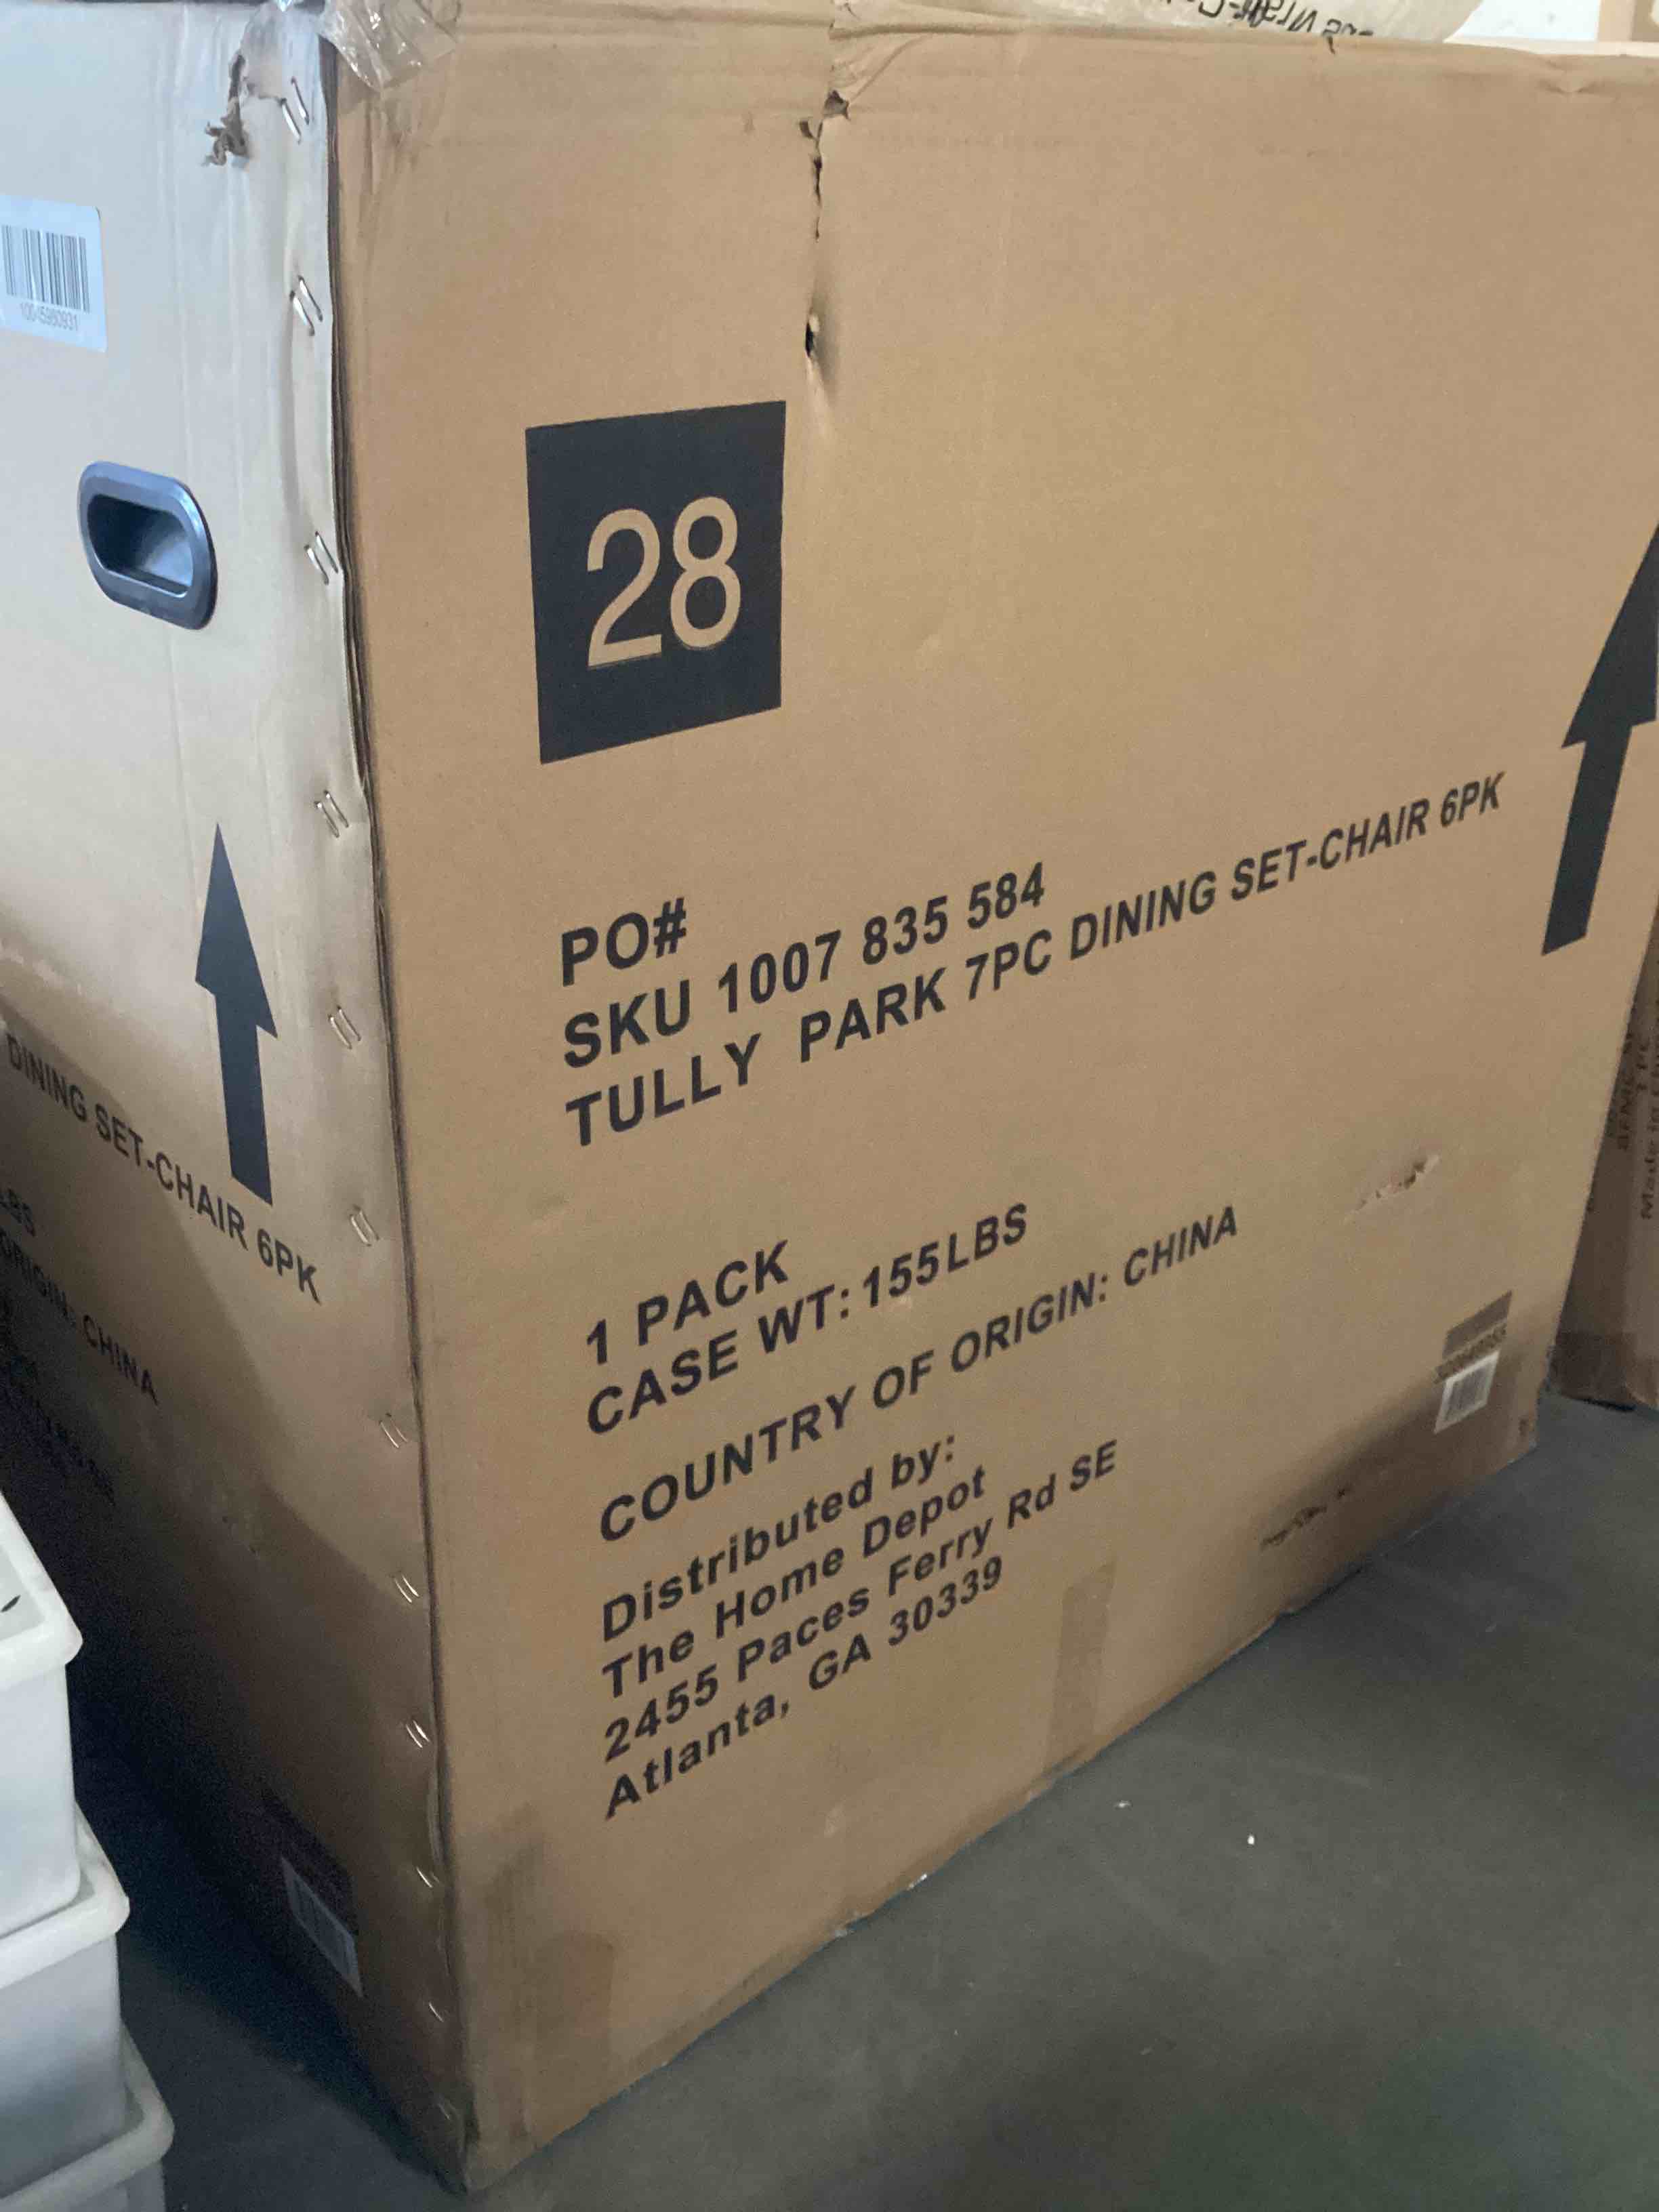 28
PO#
SKU 1007 835 584
TULLY PARK 7PC DINING SET-CHAIR 6PK
1 PACK
CASE WT: 155LBS
COUNTRY OF ORIGIN: CHINA
Distributed by:
The Home Depot
2455 Paces Ferry Rd SE
Atlanta, GA 30339
DINING SET-CHAIR 6PK
LBS
ORIGIN: CHINA